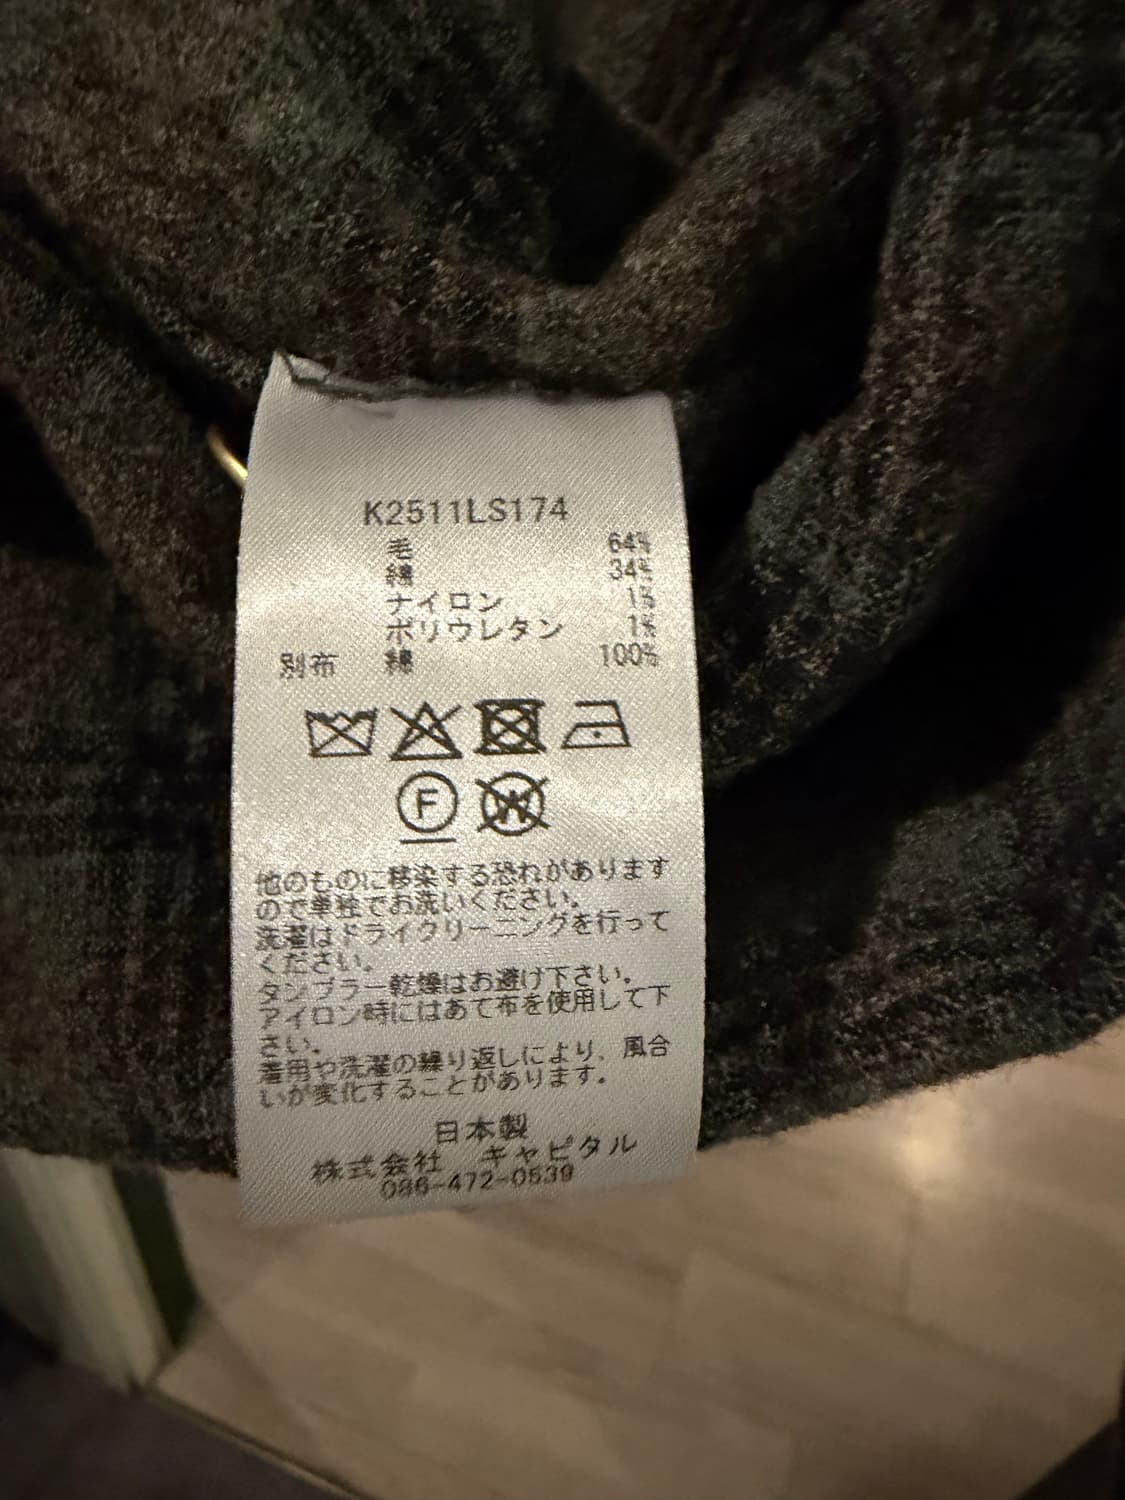 K2511LS174
毛 64%
綿 34%
ナイロン 1%
ポリウレタン 1%
別布 綿 100%
F
W
他のものに移染する恐れがあります
ので単独でお洗いください。
洗濯はドライクリーニングを行って
ください。
タンブラー乾燥はお避け下さい。
アイロン時にはあて布を使用して下
さい。
着用や洗濯の繰り返しにより、風合
いが変化することがあります。
日本製
株式会社 キャピタル
086-472-0539